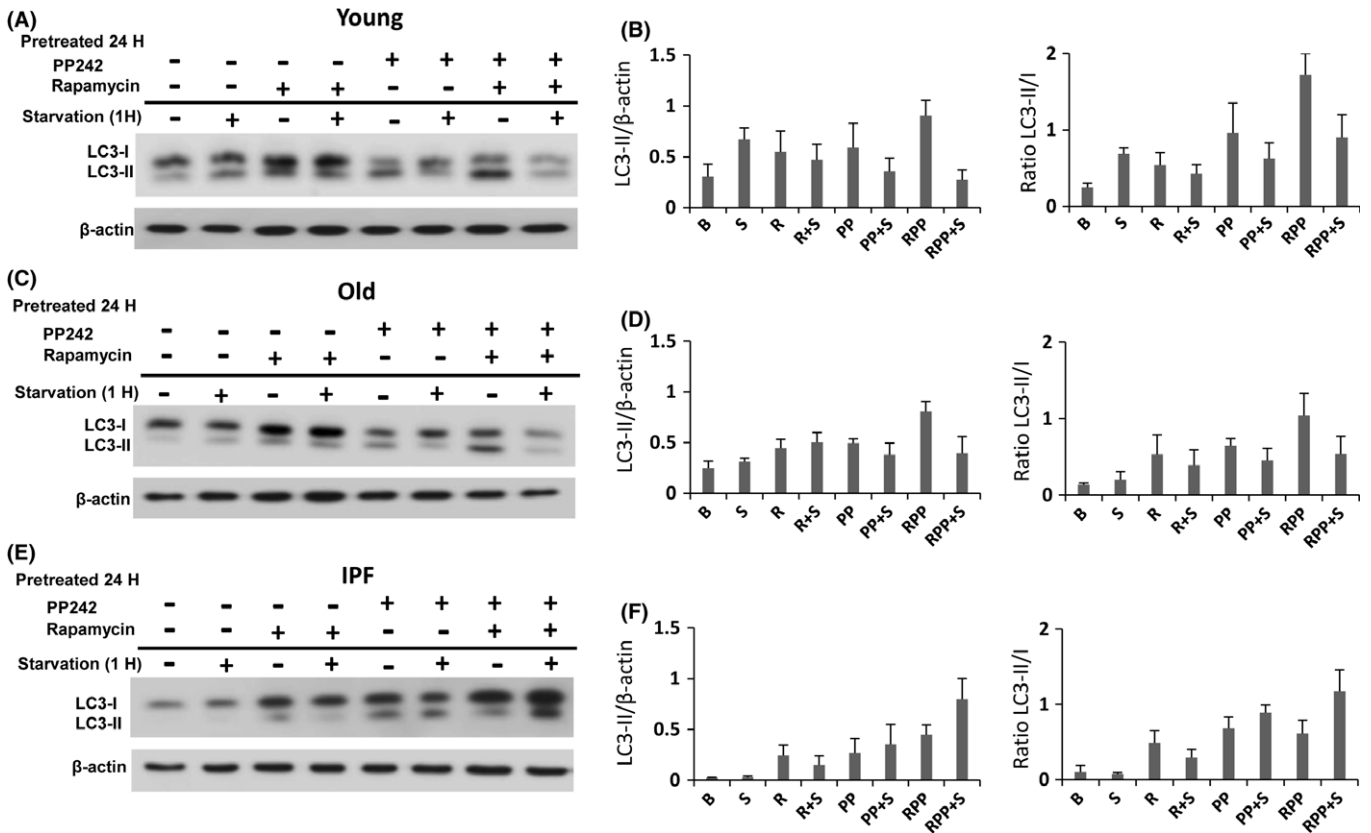 (A)
Young
Pretreated 24 H
PP242 - - - - + + + +
Rapamycin - - + + - - + +
Starvation (1H) - + - + - + - +
LC3-I
LC3-II
β-actin
(B)
LC3-II/β-actin
1.5
1
0.5
0
B S R R+S PP PP+S RPP RPP+S
Ratio LC3-II/I
2
1
0
B S R R+S PP PP+S RPP RPP+S
(C)
Old
Pretreated 24 H
PP242 - - - - + + + +
Rapamycin - - + + - - + +
Starvation (1 H) - + - + - + - +
LC3-I
LC3-II
β-actin
(D)
LC3-II/β-actin
1.5
1
0.5
0
B S R R+S PP PP+S RPP RPP+S
Ratio LC3-II/I
2
1
0
B S R R+S PP PP+S RPP RPP+S
(E)
IPF
Pretreated 24 H
PP242 - - - - + + + +
Rapamycin - - + + - - + +
Starvation (1 H) - + - + - + - +
LC3-I
LC3-II
β-actin
(F)
LC3-II/β-actin
1.5
1
0.5
0
B S R R+S PP PP+S RPP RPP+S
Ratio LC3-II/I
2
1
0
B S R R+S PP PP+S RPP RPP+S